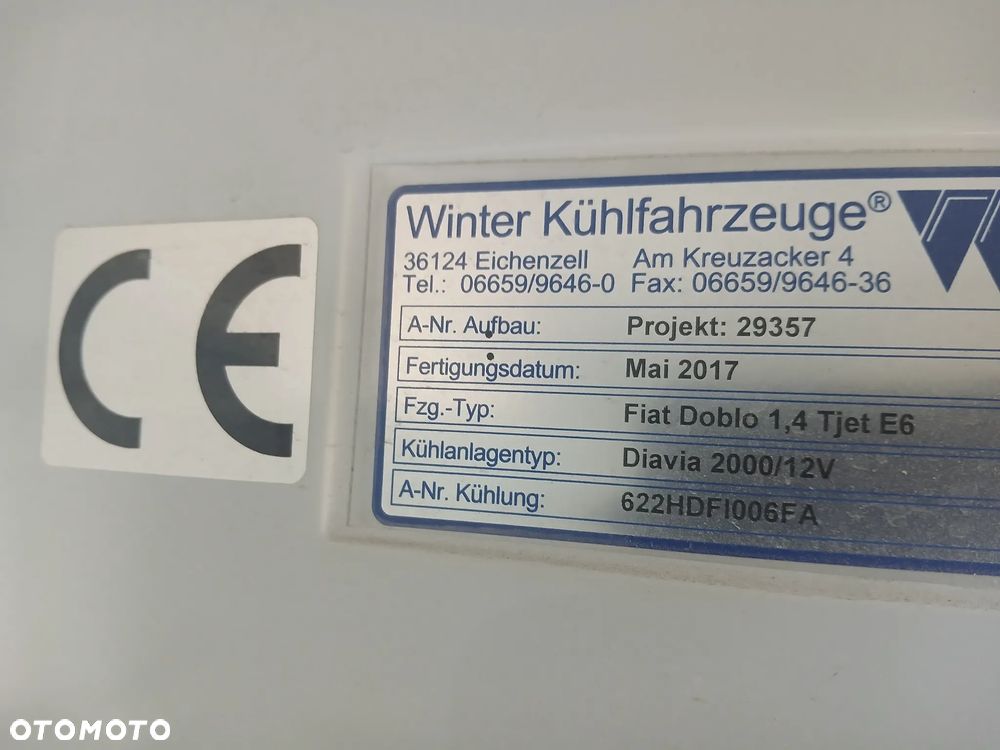 CE
Winter Kühlfahrzeuge®
36124 Eichenzell Am Kreuzacker 4
Tel.: 06659/9646-0 Fax: 06659/9646-36
A-Nr. Aufbau: Projekt: 29357
Fertigungsdatum: Mai 2017
Fzg.-Typ: Fiat Doblo 1,4 Tjet E6
Kühlanlagentyp: Diavia 2000/12V
A-Nr. Kühlung: 622HDFI006FA
OTOMOTO